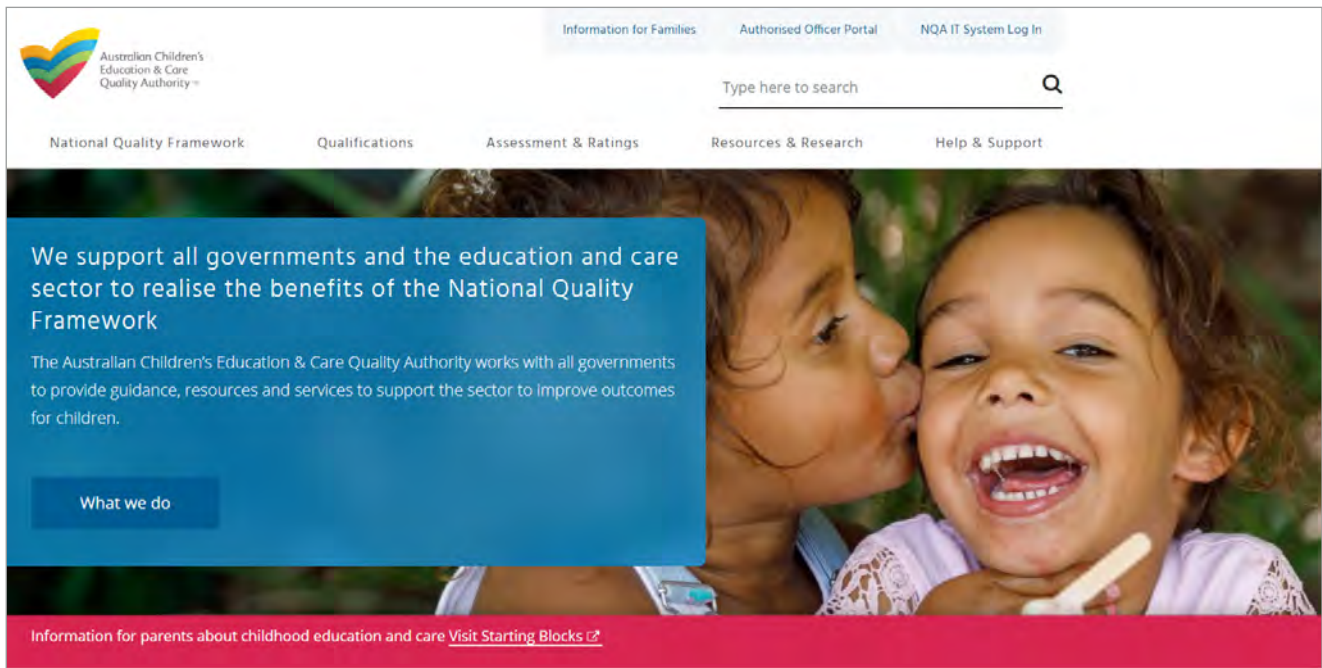 Australian Children's
Education & Care
Quality Authority™
Information for Families
Authorised Officer Portal
NQA IT System Log In
Type here to search
National Quality Framework
Qualifications
Assessment & Ratings
Resources & Research
Help & Support
We support all governments and the education and care
sector to realise the benefits of the National Quality
Framework
The Australian Children's Education & Care Quality Authority works with all governments
to provide guidance, resources and services to support the sector to improve outcomes
for children.
What we do
Information for parents about childhood education and care Visit Starting Blocks